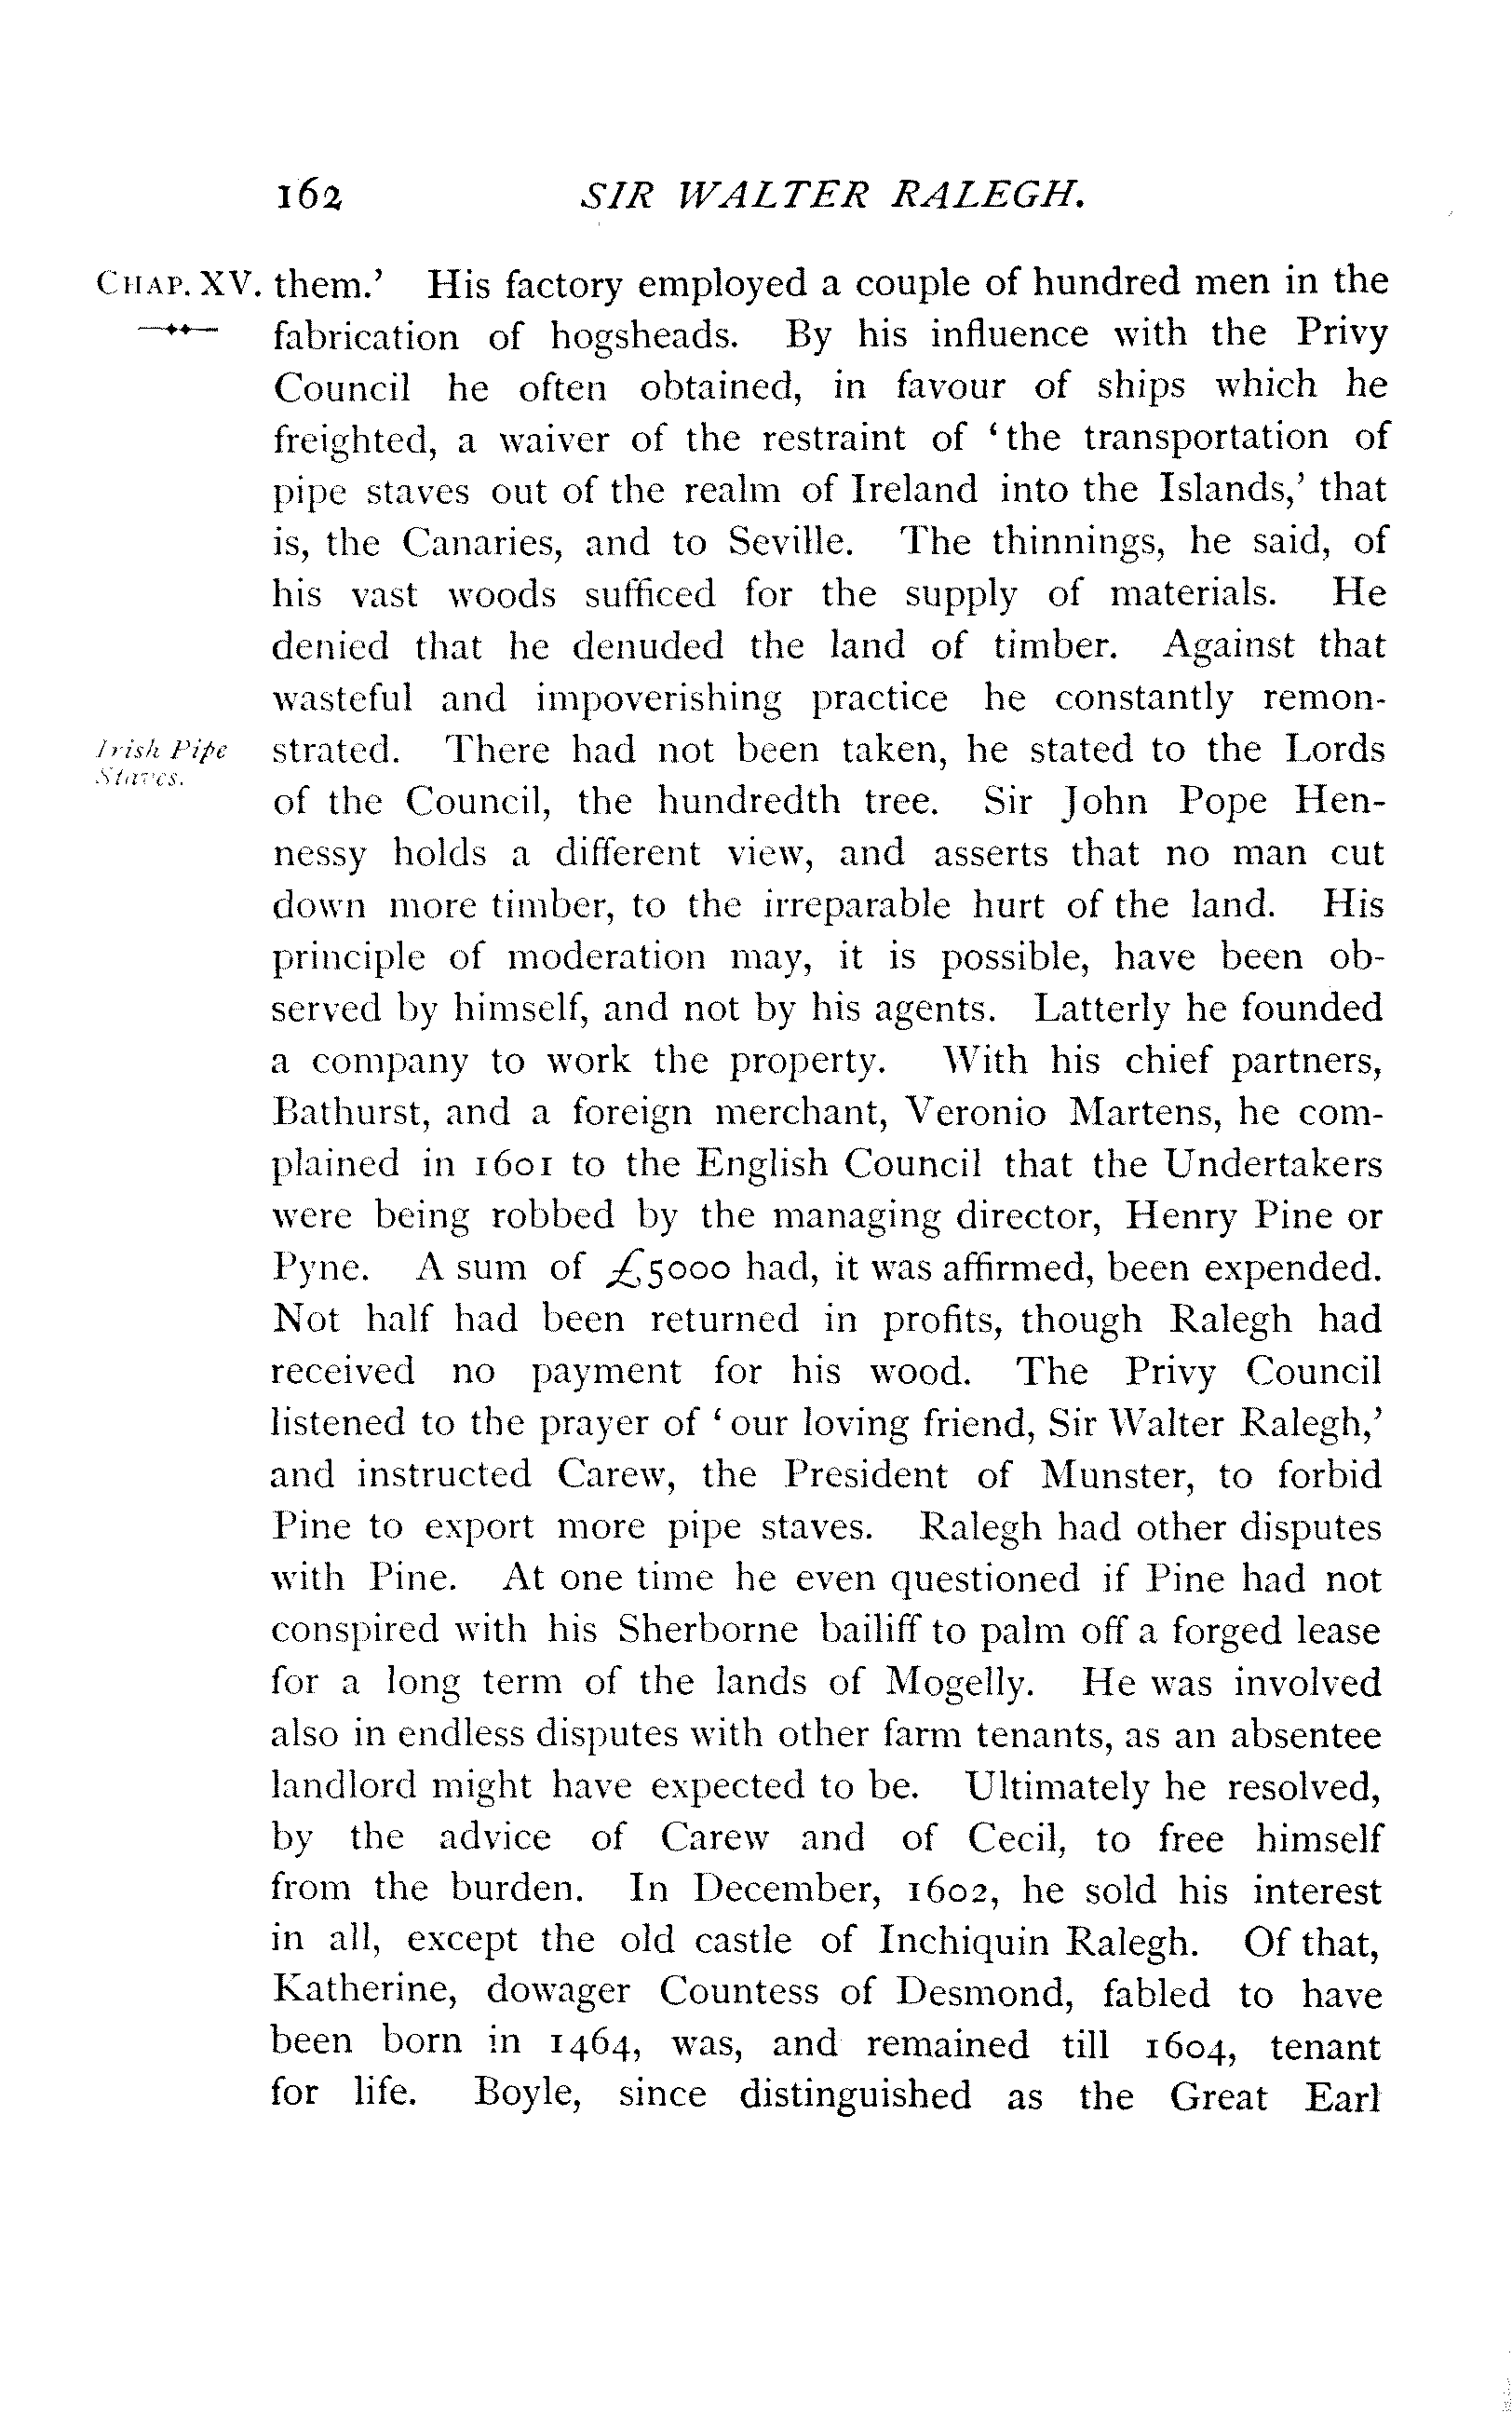 162 SIR WALTER RALEGH.
CHAP. XV. them.’ His factory employed a couple of hundred men in the
fabrication of hogsheads. By his influence with the Privy
Council he often obtained, in favour of ships which he
freighted, a waiver of the restraint of ‘the transportation of
pipe staves out of the realm of Ireland into the Islands,’ that
is, the Canaries, and to Seville. The thinnings, he said, of
his vast woods sufficed for the supply of materials. He
denied that he denuded the land of timber. Against that
wasteful and impoverishing practice he constantly remon-
Irish Pipe strated. There had not been taken, he stated to the Lords
Staves.
of the Council, the hundredth tree. Sir John Pope Hen-
nessy holds a different view, and asserts that no man cut
down more timber, to the irreparable hurt of the land. His
principle of moderation may, it is possible, have been ob-
served by himself, and not by his agents. Latterly he founded
a company to work the property. With his chief partners,
Bathurst, and a foreign merchant, Veronio Martens, he com-
plained in 1601 to the English Council that the Undertakers
were being robbed by the managing director, Henry Pine or
Pyne. A sum of £5000 had, it was affirmed, been expended.
Not half had been returned in profits, though Ralegh had
received no payment for his wood. The Privy Council
listened to the prayer of ‘our loving friend, Sir Walter Ralegh,’
and instructed Carew, the President of Munster, to forbid
Pine to export more pipe staves. Ralegh had other disputes
with Pine. At one time he even questioned if Pine had not
conspired with his Sherborne bailiff to palm off a forged lease
for a long term of the lands of Mogelly. He was involved
also in endless disputes with other farm tenants, as an absentee
landlord might have expected to be. Ultimately he resolved,
by the advice of Carew and of Cecil, to free himself
from the burden. In December, 1602, he sold his interest
in all, except the old castle of Inchiquin Ralegh. Of that,
Katherine, dowager Countess of Desmond, fabled to have
been born in 1464, was, and remained till 1604, tenant
for life. Boyle, since distinguished as the Great Earl